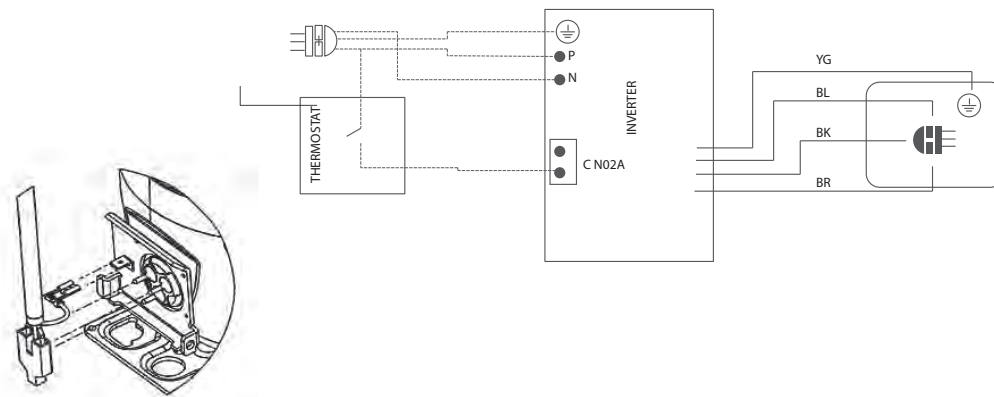 P
N
THERMOSTAT
C N02A
INVERTER
YG
BL
BK
BR